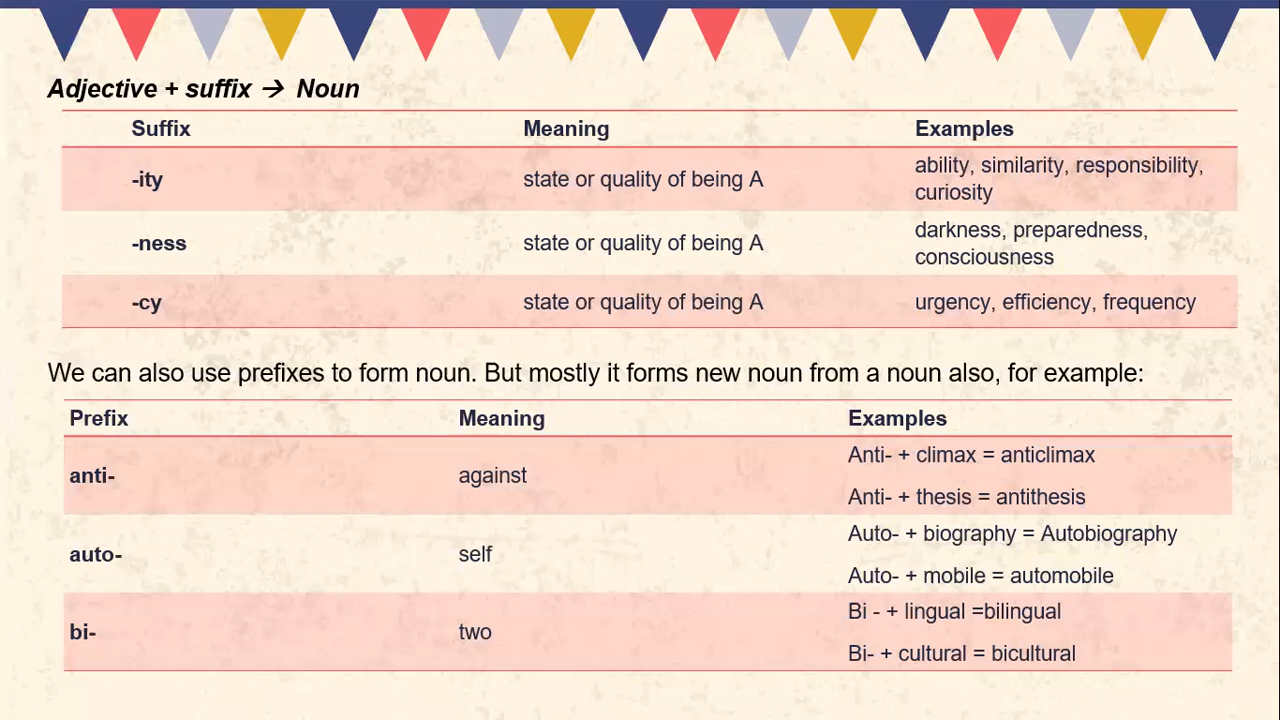 Adjective + suffix → Noun
Suffix Meaning Examples
-ity state or quality of being A ability, similarity, responsibility,
curiosity
-ness state or quality of being A darkness, preparedness,
consciousness
-cy state or quality of being A urgency, efficiency, frequency
We can also use prefixes to form noun. But mostly it forms new noun from a noun also, for example:
Prefix Meaning Examples
anti- against Anti- + climax = anticlimax
Anti- + thesis = antithesis
auto- self Auto- + biography = Autobiography
Auto- + mobile = automobile
bi- two Bi - + lingual =bilingual
Bi- + cultural = bicultural